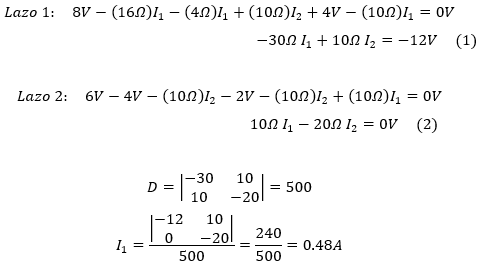 Lazo 1: 8V − (16Ω)I₁ − (4Ω)I₁ + (10Ω)I₂ + 4V − (10Ω)I₁ = 0V
−30Ω I₁ + 10Ω I₂ = −12V (1)
Lazo 2: 6V − 4V − (10Ω)I₂ − 2V − (10Ω)I₂ + (10Ω)I₁ = 0V
10Ω I₁ − 20Ω I₂ = 0V (2)
D = |−30 10
10 −20| = 500
I₁ = |−12 10
0 −20| / 500 = 240/500 = 0.48A